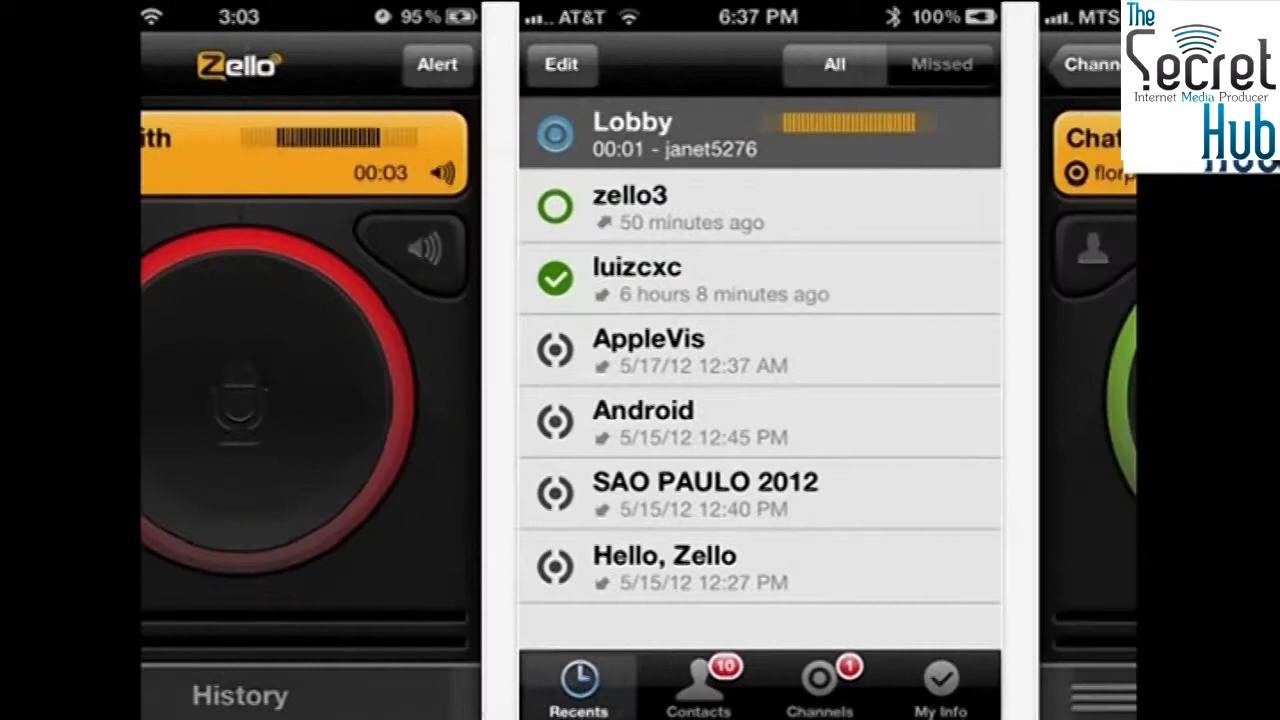 3:03
95%
Zello
Alert
ith
00:03
History
AT&T
6:37 PM
100%
Edit
All
Missed
Lobby
00:01 - janet5276
zello3
50 minutes ago
luizcxc
6 hours 8 minutes ago
AppleVis
5/17/12 12:37 AM
Android
5/15/12 12:45 PM
SAO PAULO 2012
5/15/12 12:40 PM
Hello, Zello
5/15/12 12:27 PM
10
1
Recents
Contacts
Channels
My Info
MTS
Chann
Chat
florp
The
Secret
Internet Media Producer
Hub